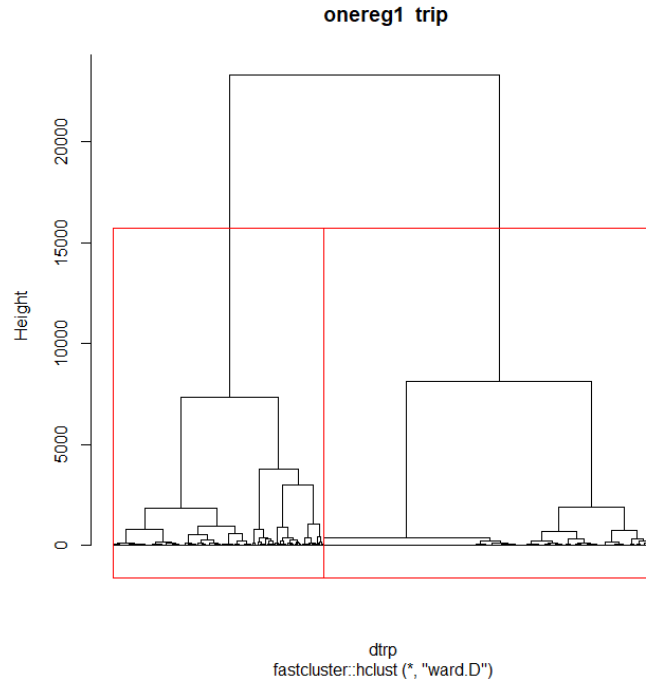 onereg1 trip
20000
15000
10000
5000
0
Height
dtrp
fastcluster::hclust (*, "ward.D")